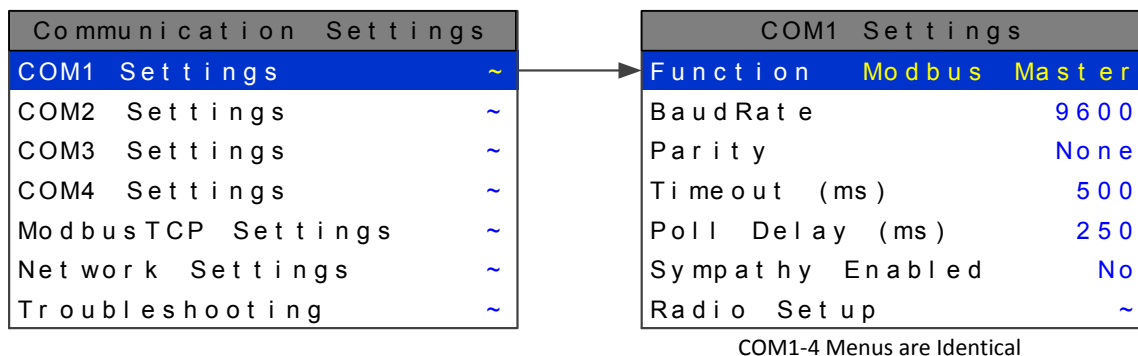 Communication Settings
COM1 Settings ~
COM2 Settings ~
COM3 Settings ~
COM4 Settings ~
ModbusTCP Settings ~
Network Settings ~
Troubleshooting ~
COM1 Settings
Function Modbus Master
BaudRate 9600
Parity None
Timeout (ms) 500
Poll Delay (ms) 250
Sympathy Enabled No
Radio Setup ~
COM1-4 Menus are Identical